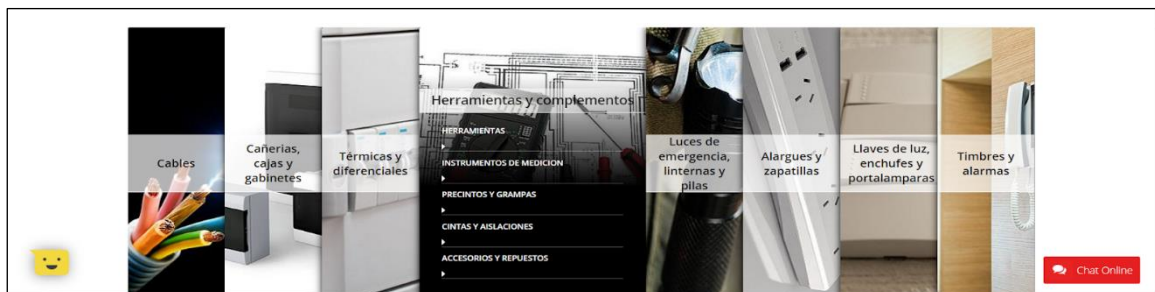 Cables
Cañerias,
cajas y
gabinetes
Térmicas y
diferenciales
Herramientas y complementos
HERRAMIENTAS
INSTRUMENTOS DE MEDICION
PRECINTOS Y GRAMPAS
CINTAS Y AISLACIONES
ACCESORIOS Y REPUESTOS
Luces de
emergencia,
linternas y
pilas
Alargues y
zapatillas
Llaves de luz,
enchufes y
portalamparas
Timbres y
alarmas
Chat Online